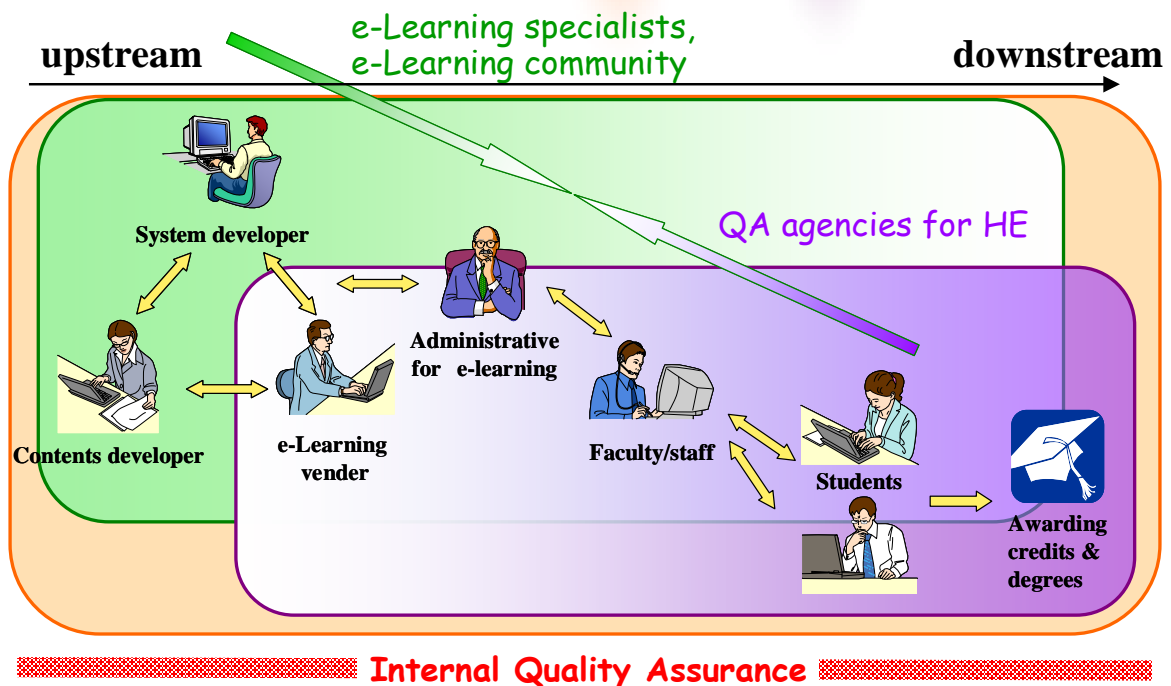 e-Learning specialists,
e-Learning community
upstream
downstream
System developer
QA agencies for HE
Administrative
for e-learning
Contents developer
e-Learning
vender
Faculty/staff
Students
Awarding
credits &
degrees
Internal Quality Assurance